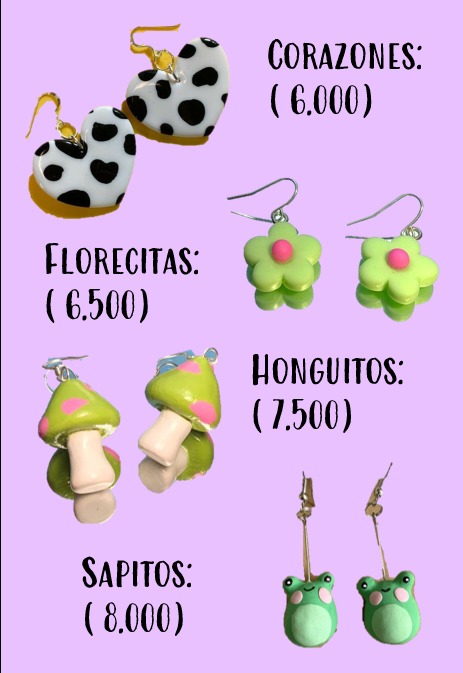 CORAZONES:
( 6.000)
FLORECITAS:
( 6.500)
HONGUITOS:
( 7.500)
SAPITOS:
( 8.000)